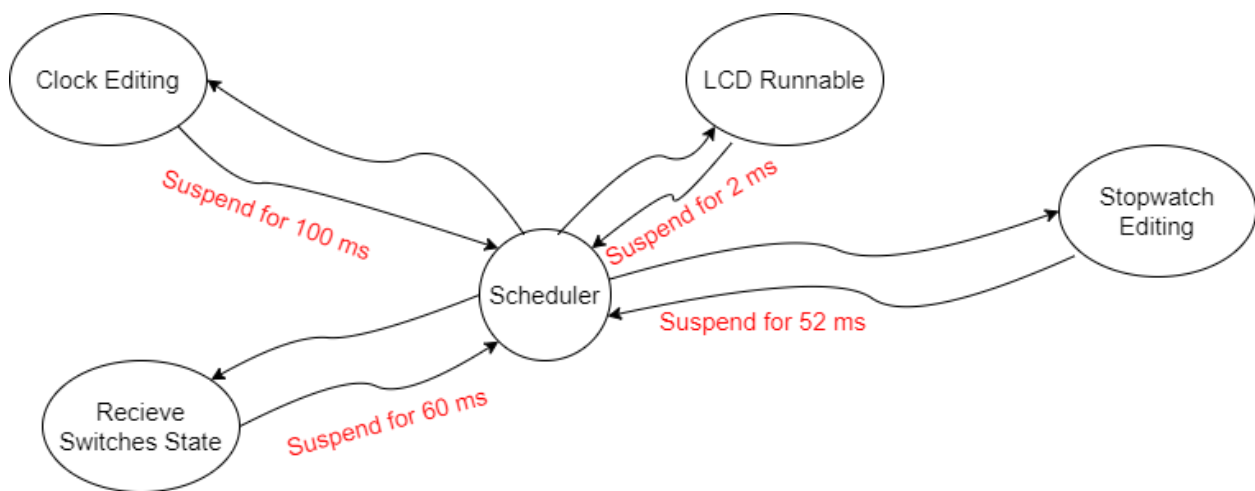 Clock Editing
LCD Runnable
Suspend for 100 ms
Suspend for 2 ms
Stopwatch
Editing
Scheduler
Suspend for 52 ms
Recieve
Switches State
Suspend for 60 ms